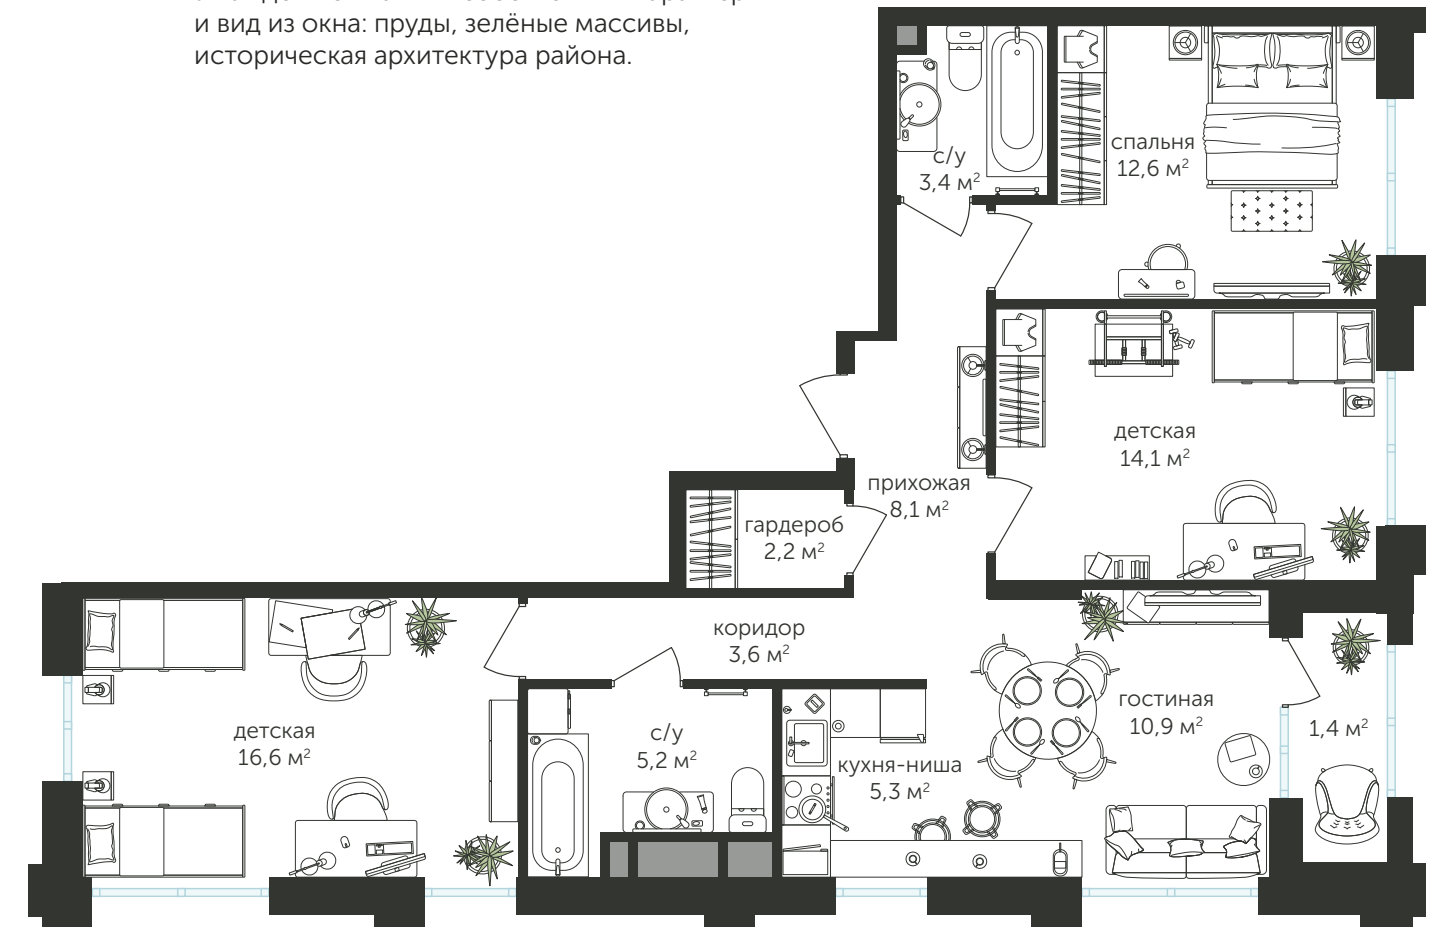 и вид из окна: пруды, зелёные массивы,
историческая архитектура района.
с/у
3,4 м²
спальня
12,6 м²
детская
14,1 м²
прихожая
8,1 м²
гардероб
2,2 м²
коридор
3,6 м²
гостиная
10,9 м²
1,4 м²
детская
16,6 м²
с/у
5,2 м²
кухня-ниша
5,3 м²